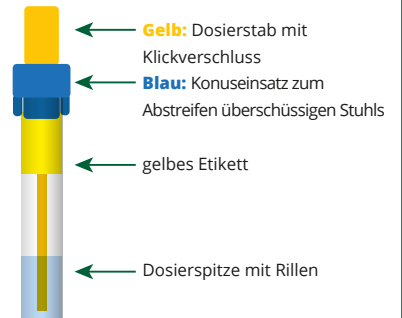 Gelb: Dosierstab mit
Klickverschluss
Blau: Konuseinsatz zum
Abstreifen überschüssigen Stuhls
gelbes Etikett
Dosierspitze mit Rillen